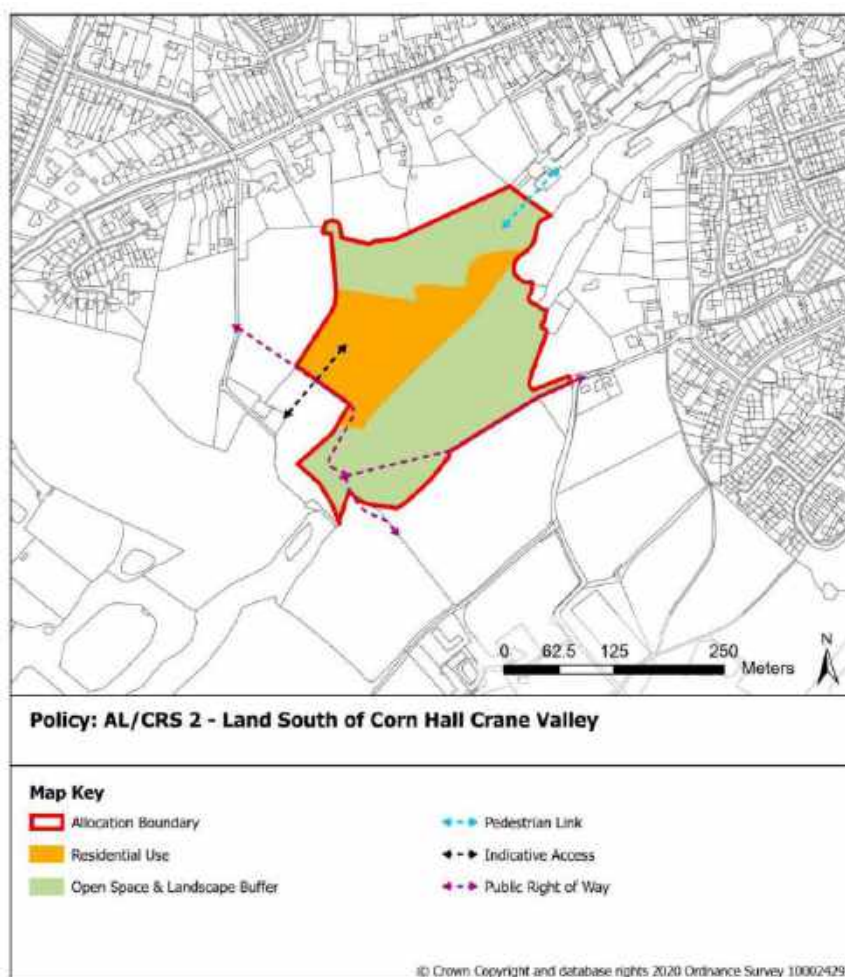 N
0 62.5 125 250
Meters
Policy: AL/CRS 2 - Land South of Corn Hall Crane Valley
Map Key
Allocation Boundary
Pedestrian Link
Residential Use
Indicative Access
Open Space & Landscape Buffer
Public Right of Way
© Crown Copyright and database rights 2020 Ordnance Survey 10002429